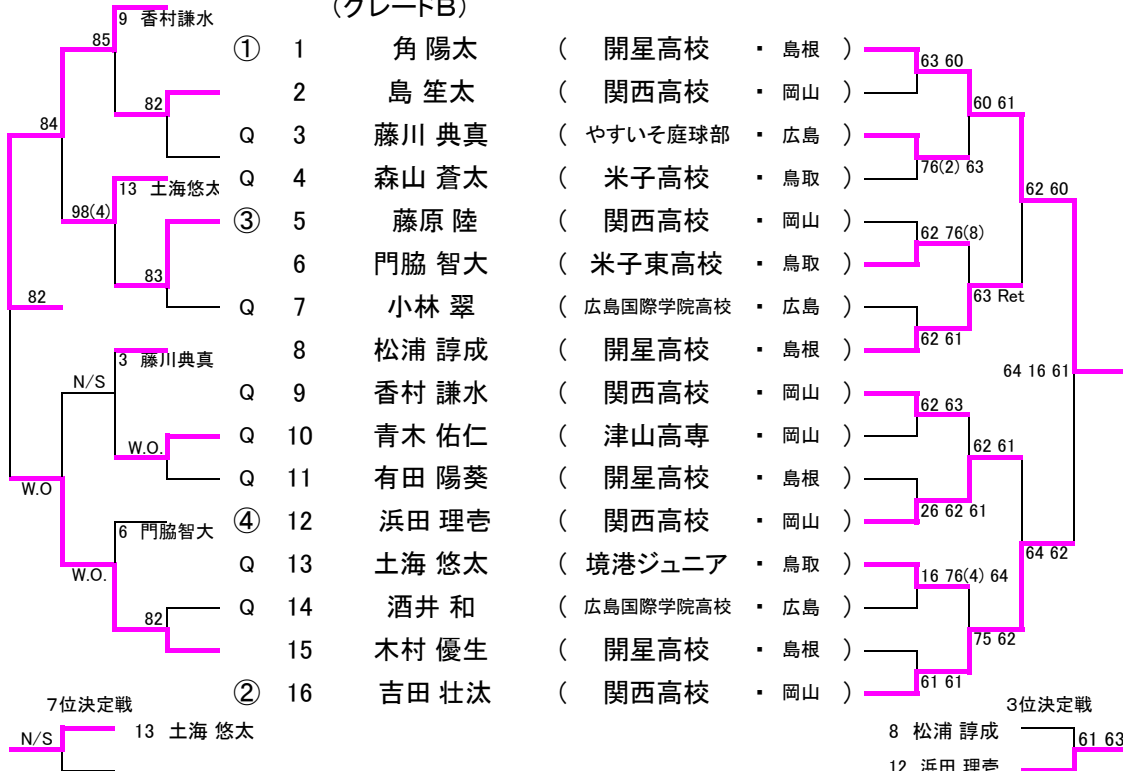 (グレードB)
9 香村謙水
85
① 1 角 陽太 ( 開星高校 ・ 島根 ) 63 60
2 島 笙太 ( 関西高校 ・ 岡山 )
82 60 61
84
Q 3 藤川 典真 ( やすいそ庭球部 ・ 広島 )
76(2) 63
Q 4 森山 蒼太 ( 米子高校 ・ 鳥取 )
13 土海悠太 62 60
98(4)
③ 5 藤原 陸 ( 関西高校 ・ 岡山 )
62 76(8)
6 門脇 智大 ( 米子東高校 ・ 鳥取 )
83
82 63 Ret
Q 7 小林 翠 ( 広島国際学院高校 ・ 広島 )
62 61
8 松浦 諄成 ( 開星高校 ・ 島根 )
3 藤川典真
N/S 64 16 61
Q 9 香村 謙水 ( 関西高校 ・ 岡山 )
62 63
Q 10 青木 佑仁 ( 津山高専 ・ 岡山 )
W.O. 62 61
Q 11 有田 陽葵 ( 開星高校 ・ 島根 )
W.O
26 62 61
④ 12 浜田 理壱 ( 関西高校 ・ 岡山 )
6 門脇智大
64 62
Q 13 土海 悠太 ( 境港ジュニア ・ 鳥取 )
W.O. 16 76(4) 64
Q 14 酒井 和 ( 広島国際学院高校 ・ 広島 )
82
75 62
15 木村 優生 ( 開星高校 ・ 島根 )
61 61
② 16 吉田 壮汰 ( 関西高校 ・ 岡山 )
7位決定戦 3位決定戦
13 土海 悠太 8 松浦 諄成
N/S 61 63
12 浜田 理壱